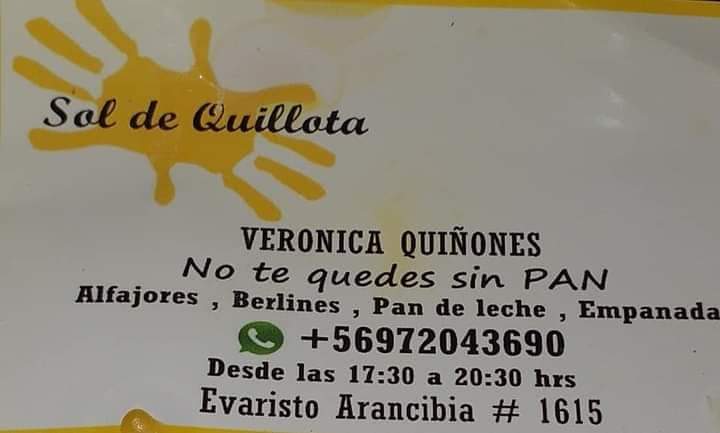 Sol de Quillota
VERONICA QUIÑONES
No te quedes sin PAN
Alfajores , Berlines , Pan de leche , Empanada
+56972043690
Desde las 17:30 a 20:30 hrs
Evaristo Arancibia # 1615